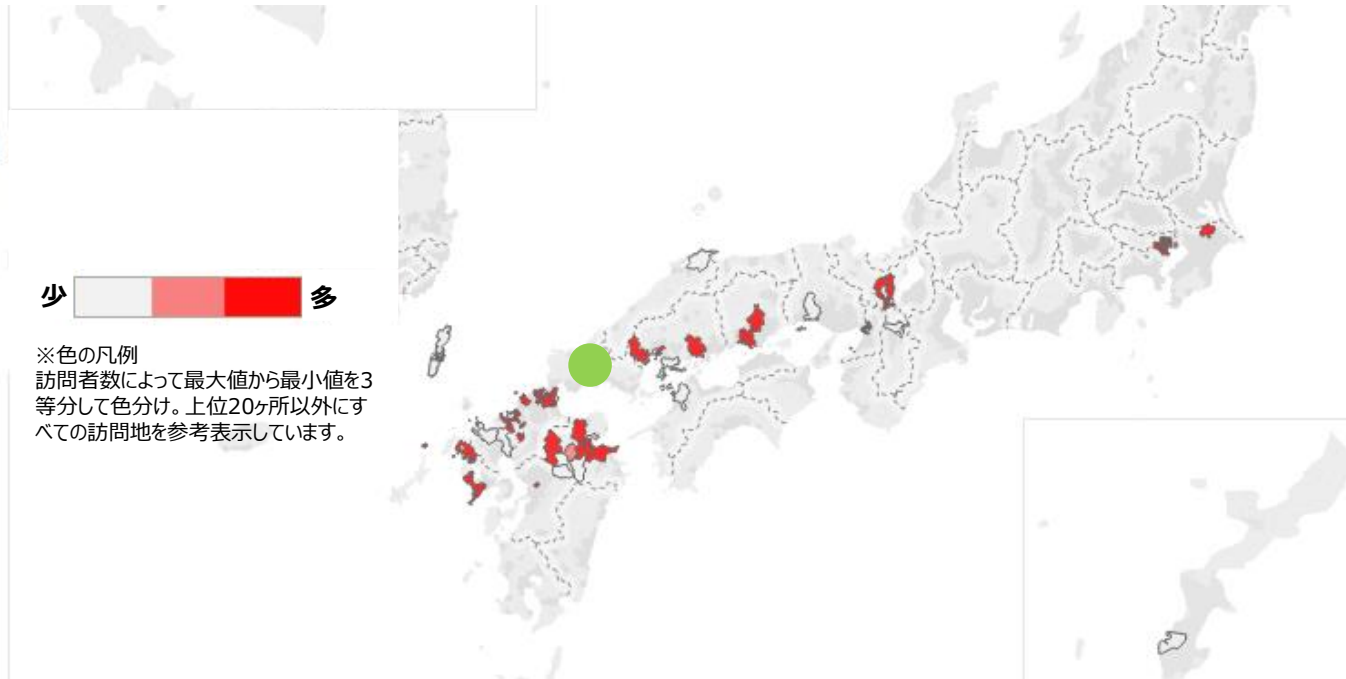 少 多
※色の凡例
訪問者数によって最大値から最小値を3
等分して色分け。上位20ヶ所以外にす
べての訪問地を参考表示しています。